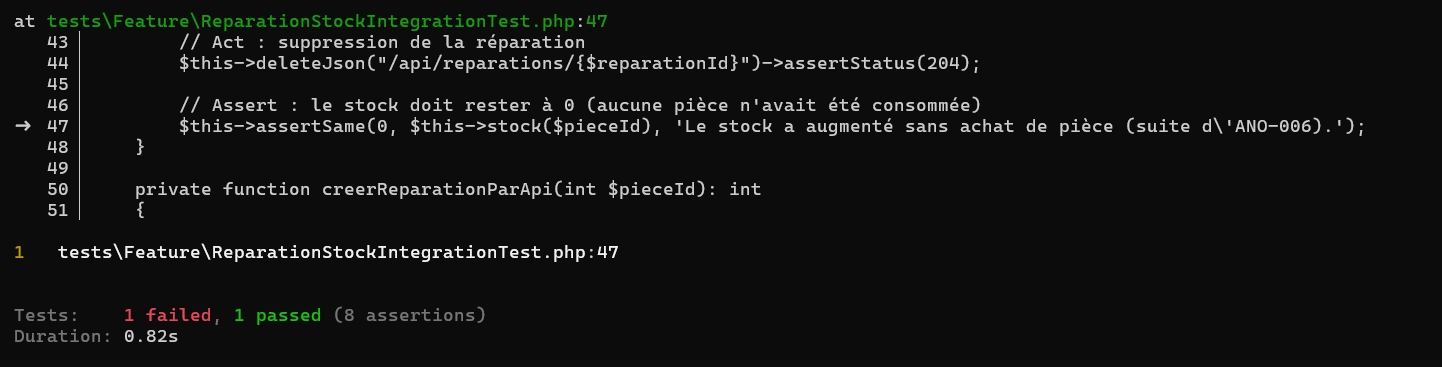 at tests\Feature\ReparationStockIntegrationTest.php:47
43 // Act : suppression de la réparation
44 $this->deleteJson("/api/reparations/{$reparationId}")->assertStatus(204);
45
46 // Assert : le stock doit rester à 0 (aucune pièce n'avait été consommée)
➜ 47 $this->assertSame(0, $this->stock($pieceId), 'Le stock a augmenté sans achat de pièce (suite d\'ANO-006).');
48 }
49
50 private function creerReparationParApi(int $pieceId): int
51 {
1 tests\Feature\ReparationStockIntegrationTest.php:47
Tests: 1 failed, 1 passed (8 assertions)
Duration: 0.82s